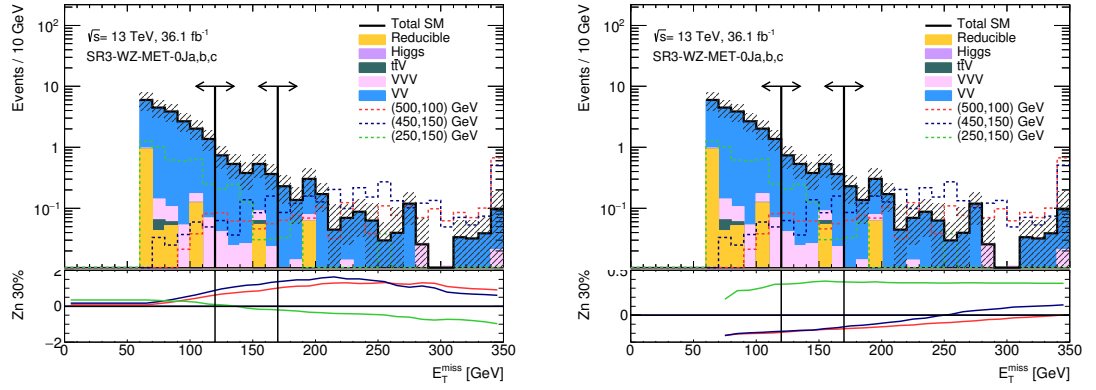 Events / 10 GeV
10²
10
1
10⁻¹
√s= 13 TeV, 36.1 fb⁻¹
SR3-WZ-MET-0Ja,b,c
Total SM
Reducible
Higgs
tt̄V
VVV
VV
(500,100) GeV
(450,150) GeV
(250,150) GeV
Zn 30%
2
0
−2
0 50 100 150 200 250 300 350
E_T^miss [GeV]
Events / 10 GeV
10²
10
1
10⁻¹
√s= 13 TeV, 36.1 fb⁻¹
SR3-WZ-MET-0Ja,b,c
Total SM
Reducible
Higgs
tt̄V
VVV
VV
(500,100) GeV
(450,150) GeV
(250,150) GeV
Zn 30%
0.5
0
0 50 100 150 200 250 300 350
E_T^miss [GeV]